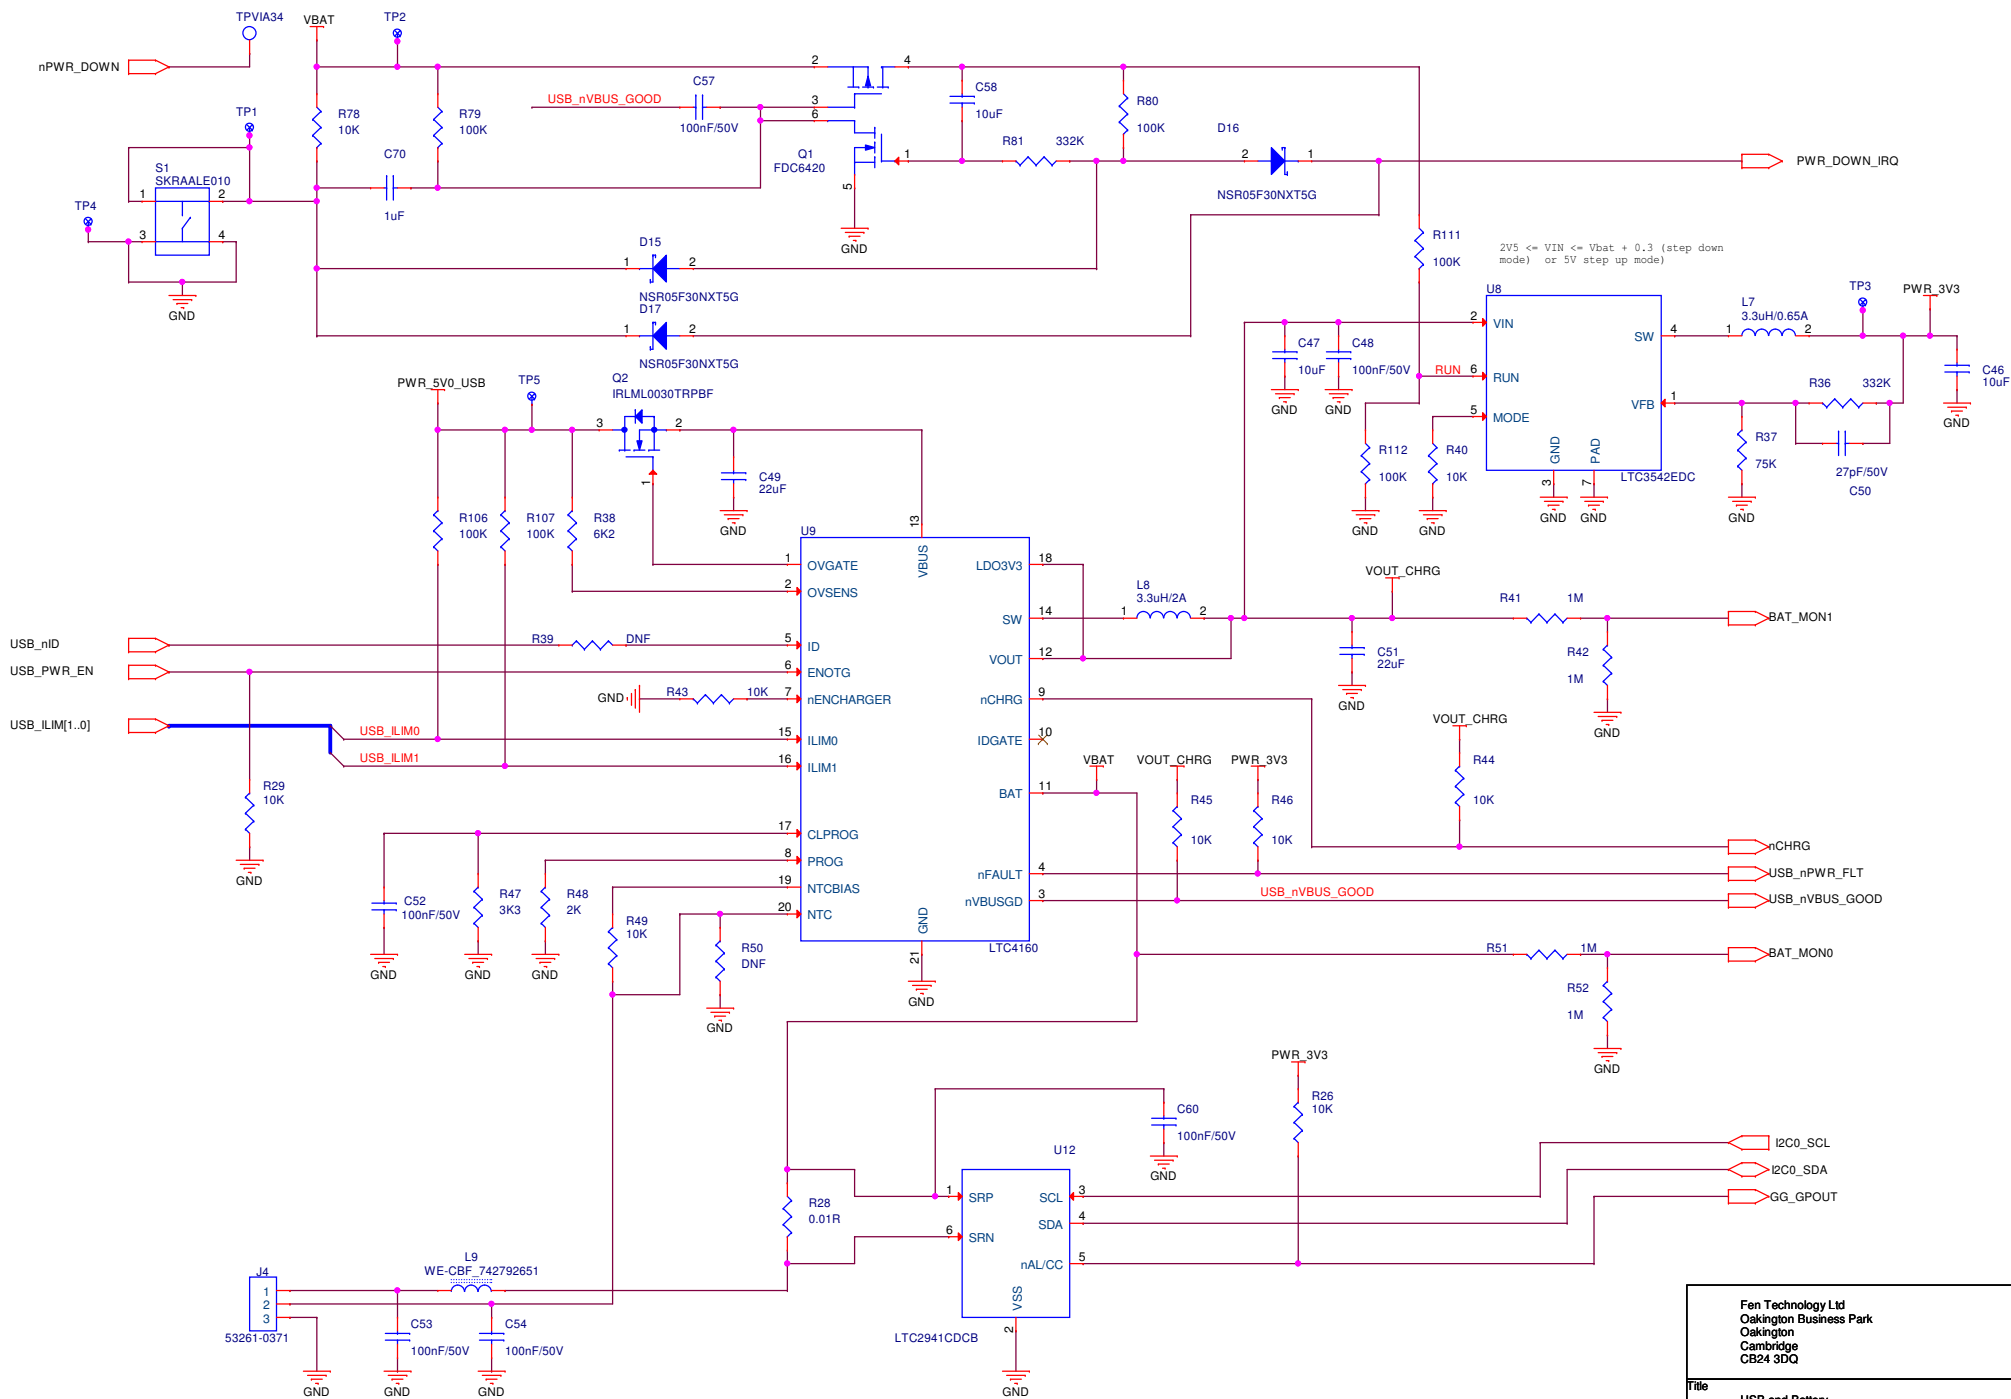 TPVIA34
VBAT
TP2
nPWR_DOWN
2
4
C57
C58
10uF
USB_nVBUS_GOOD
3
6
100nF/50V
R80
100K
TP1
R78
10K
R79
100K
D16
R81 332K
Q1
FDC6420
1
2
1
PWR_DOWN_IRQ
C70
1uF
5
NSR05F30NXT5G
S1
SKRAALE010
1
2
3
4
TP4
GND
GND
D15
1
2
NSR05F30NXT5G
D17
1
2
NSR05F30NXT5G
R111
100K
2V5 <= VIN <= Vbat + 0.3 (step down
mode) or 5V step up mode)
U8
L7
3.3uH/0.65A
TP3
PWR_3V3
2
VIN
SW
4
1
2
C47
10uF
C48
100nF/50V
RUN
6
RUN
R36
332K
C46
10uF
GND
GND
5
MODE
VFB
1
GND
R112
100K
R40
10K
GND
PAD
R37
75K
27pF/50V
C50
3
7
LTC3542EDC
GND
GND
GND
GND
GND
PWR_5V0_USB
TP5
Q2
IRLML0030TRPBF
3
2
1
C49
22uF
GND
R106
100K
R107
100K
R38
6K2
U9
13
VBUS
1
OVGATE
LDO3V3
18
2
OVSENS
VOUT_CHRG
L8
3.3uH/2A
SW
14
1
2
R41
1M
BAT_MON1
USB_nID
R39
DNF
5
ID
VOUT
12
C51
22uF
R42
1M
USB_PWR_EN
6
ENOTG
GND
R43
10K
7
nENCHARGER
nCHRG
9
GND
USB_ILIM[1..0]
USB_ILIM0
15
ILIM0
IDGATE
10
VOUT_CHRG
GND
USB_ILIM1
16
ILIM1
VBAT
VOUT_CHRG
PWR_3V3
R44
10K
R29
10K
BAT
11
R45
10K
R46
10K
17
CLPROG
nCHRG
GND
8
PROG
nFAULT
4
USB_nPWR_FLT
19
NTCBIAS
nVBUSGD
3
USB_nVBUS_GOOD
USB_nVBUS_GOOD
C52
100nF/50V
R47
3K3
R48
2K
20
NTC
R49
10K
GND
R50
DNF
21
LTC4160
R51
1M
BAT_MON0
GND
GND
GND
GND
GND
R52
1M
GND
PWR_3V3
R26
10K
C60
100nF/50V
GND
U12
I2C0_SCL
I2C0_SDA
1
SRP
SCL
3
GG_GPOUT
R28
0.01R
6
SRN
SDA
4
nAL/CC
5
L9
WE-CBF_742792651
J4
1
2
3
VSS
53261-0371
C53
100nF/50V
C54
100nF/50V
LTC2941CDCB
2
GND
GND
GND
GND
Fen Technology Ltd
Oakington Business Park
Oakington
Cambridge
CB24 3DQ
Title